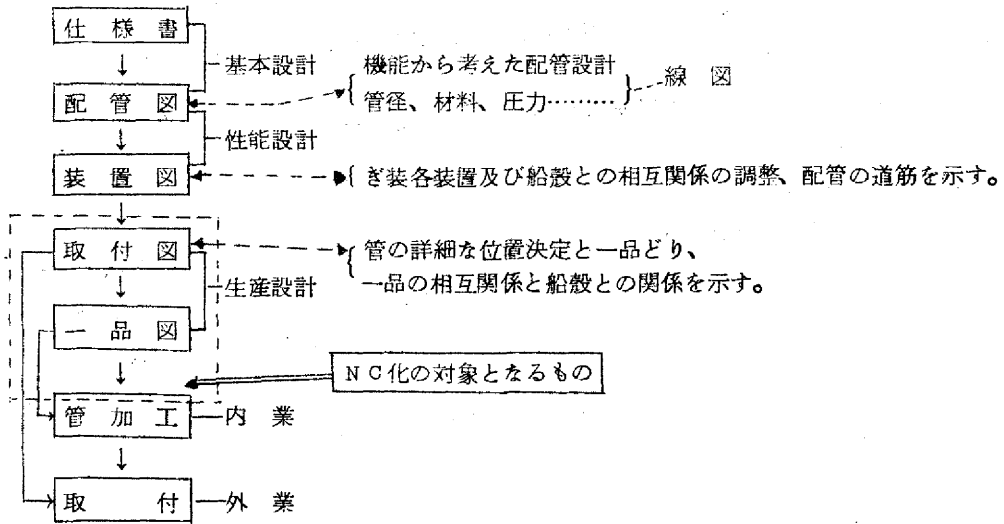 仕様書
基本設計
機能から考えた配管設計
線図
配管図
管径、材料、圧力………
性能設計
装置図
ぎ装各装置及び船殻との相互関係の調整、配管の道筋を示す。
取付図
管の詳細な位置決定と一品どり、
生産設計
一品の相互関係と船殻との関係を示す。
一品図
NC化の対象となるもの
管加工
内業
取付
外業